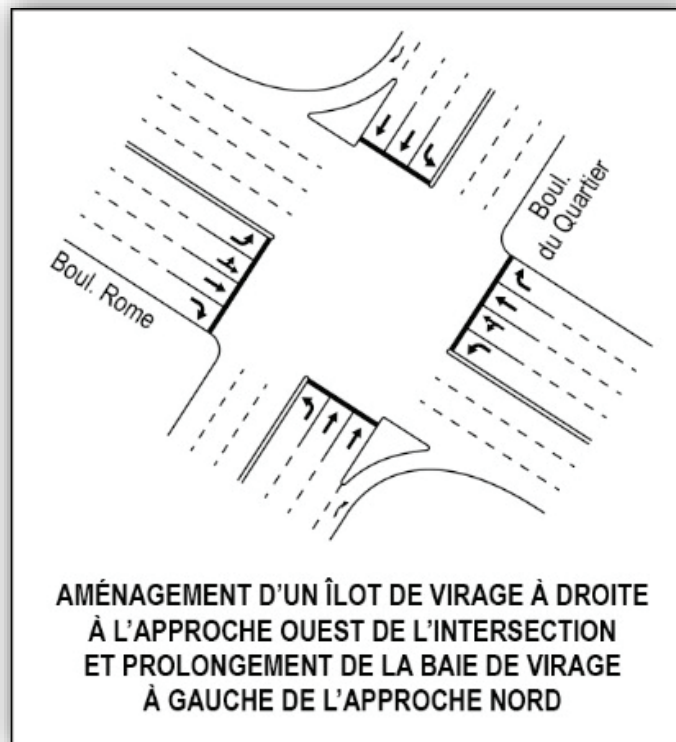 Boul.
du Quartier
Boul. Rome
AMÉNAGEMENT D'UN ÎLOT DE VIRAGE À DROITE
À L'APPROCHE OUEST DE L'INTERSECTION
ET PROLONGEMENT DE LA BAIE DE VIRAGE
À GAUCHE DE L'APPROCHE NORD